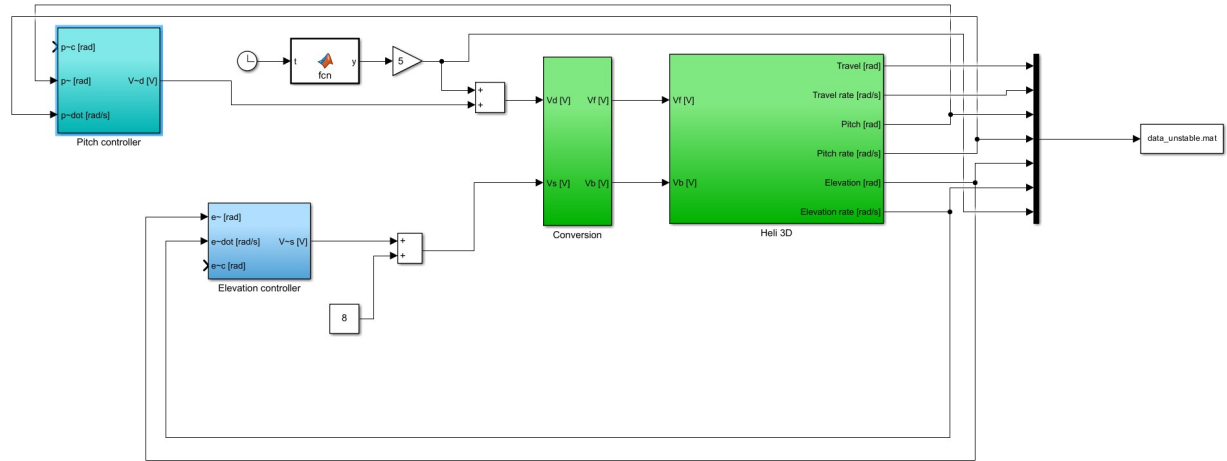 p~c [rad]
p~ [rad]
V~d [V]
p~dot [rad/s]
Pitch controller
t
y
fcn
5
+
+
Vd [V]
Vf [V]
Vs [V]
Vb [V]
Conversion
Vf [V]
Vb [V]
Travel [rad]
Travel rate [rad/s]
Pitch [rad]
Pitch rate [rad/s]
Elevation [rad]
Elevation rate [rad/s]
Heli 3D
data_unstable.mat
e~ [rad]
e~dot [rad/s]
V~s [V]
e~c [rad]
Elevation controller
+
+
8